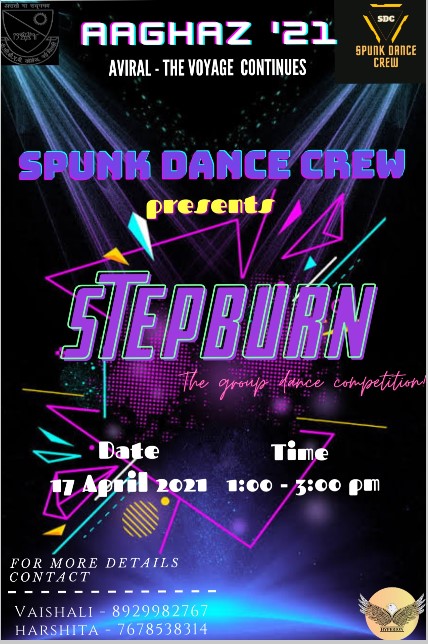 AAGHAZ '21
AVIRAL - THE VOYAGE CONTINUES
SDC
SPUNK DANCE
CREW
SPUNK DANCE CREW
presents
STEPBURN
The group dance competition!
Date
Time
17 April 2021
1:00 - 3:00 pm
FOR MORE DETAILS
CONTACT
VAISHALI - 8929982767
HARSHITA - 7678538314